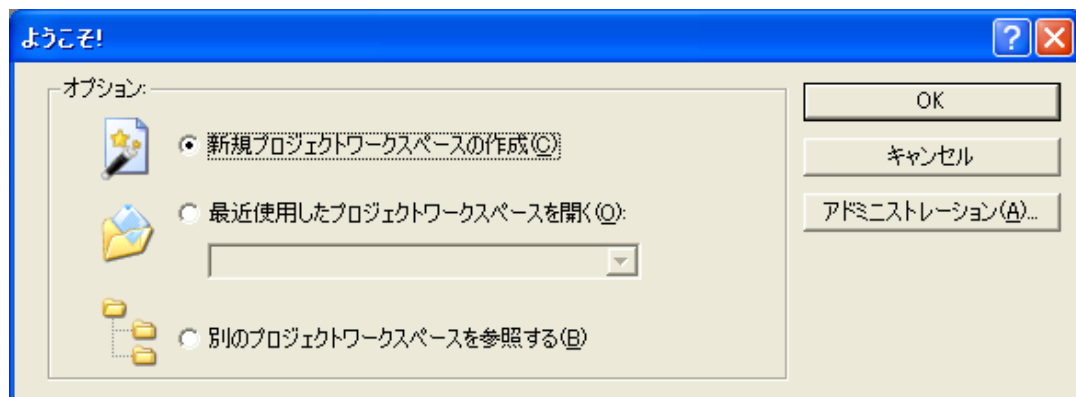 ようこそ!
オプション:
新規プロジェクトワークスペースの作成(C)
最近使用したプロジェクトワークスペースを開く(O):
別のプロジェクトワークスペースを参照する(B)
OK
キャンセル
アドミニストレーション(A)...